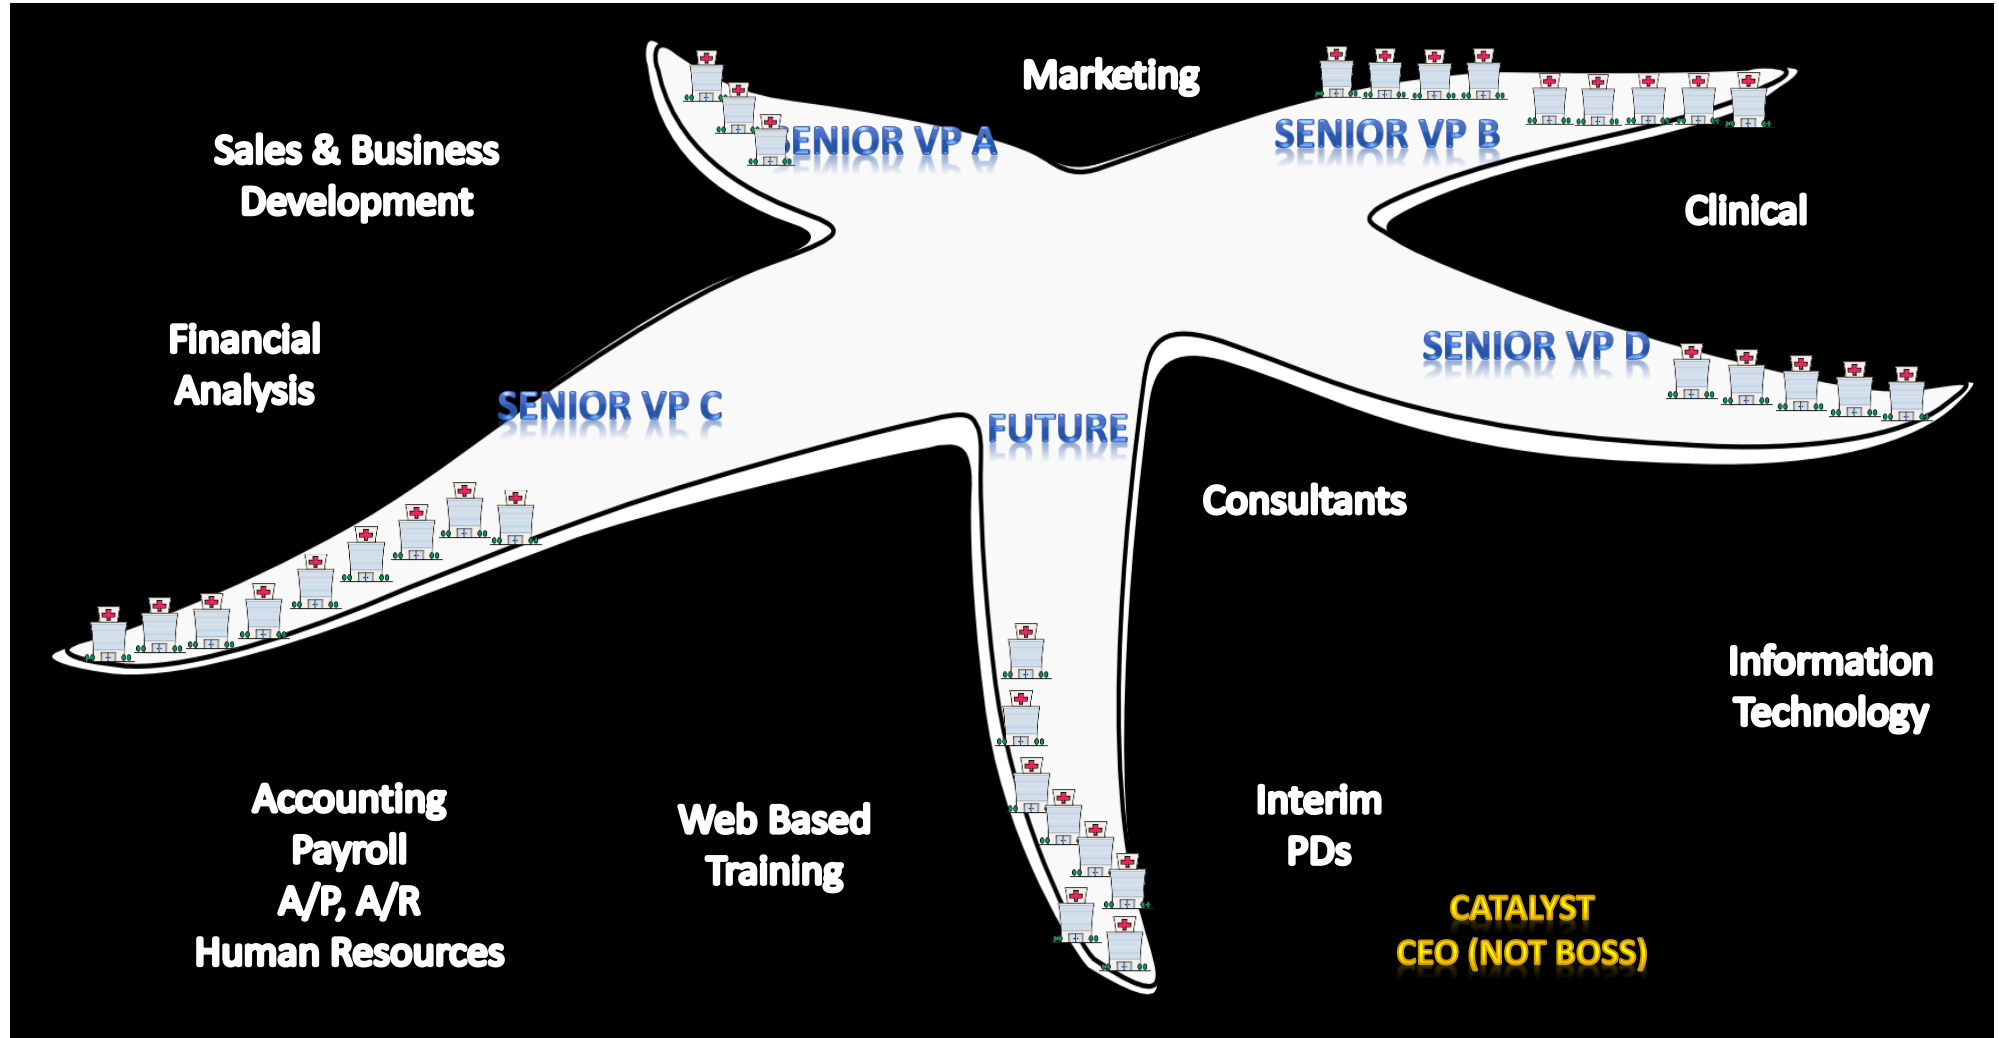 Marketing
SENIOR VP A
SENIOR VP B
Sales & Business
Development
Clinical
Financial
Analysis
SENIOR VP D
SENIOR VP C
FUTURE
Consultants
Information
Technology
Accounting
Payroll
A/P, A/R
Human Resources
Web Based
Training
Interim
PDs
CATALYST
CEO (NOT BOSS)